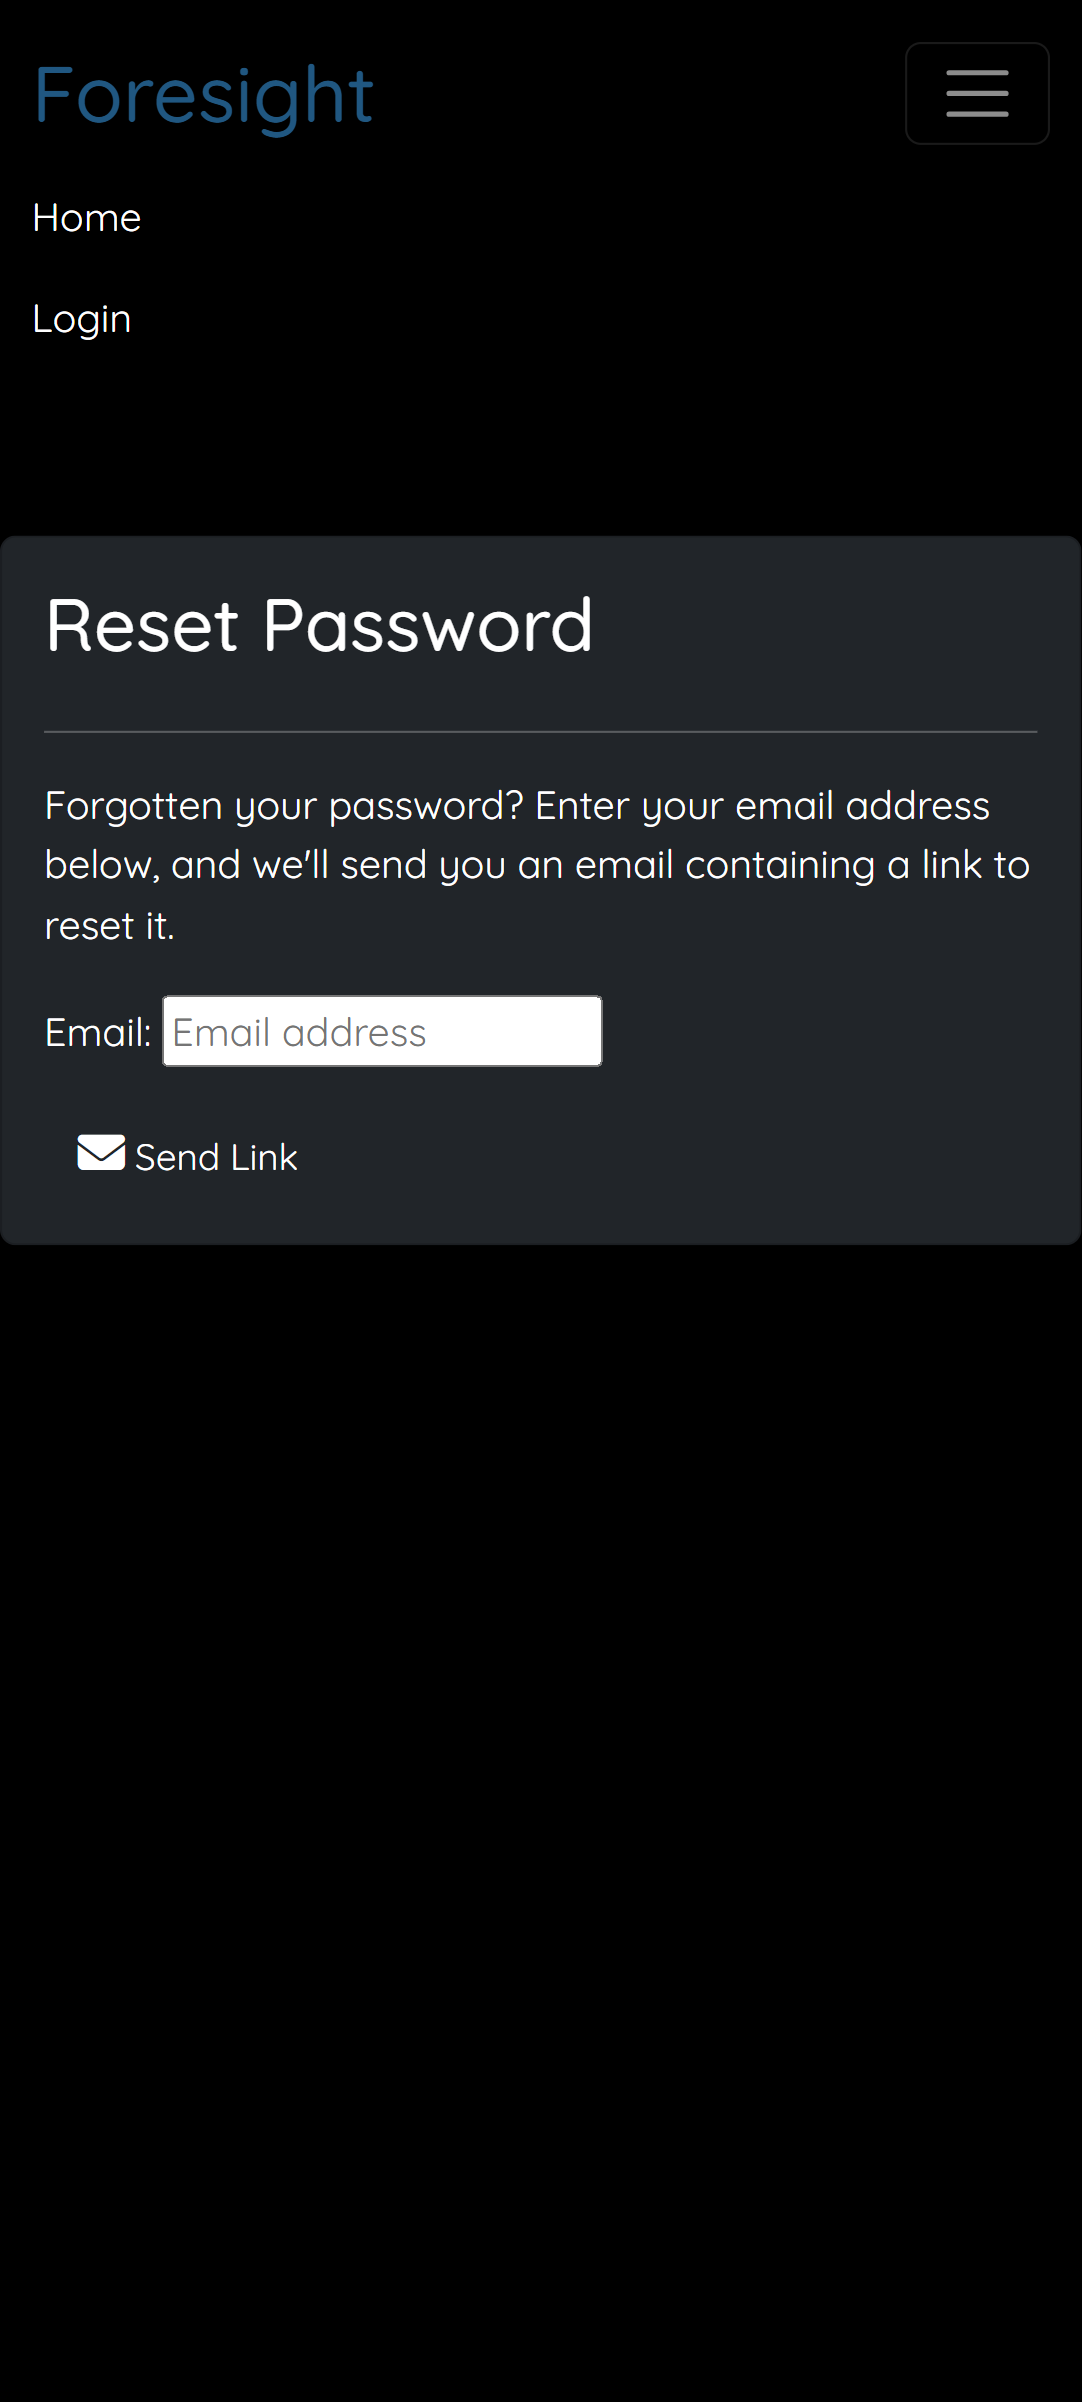 Foresight
Home
Login
Reset Password
Forgotten your password? Enter your email address
below, and we'll send you an email containing a link to
reset it.
Email: Email address
Send Link